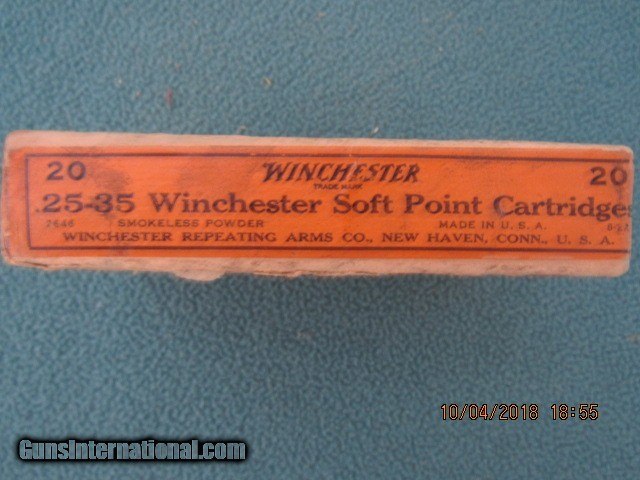 20 WINCHESTER 20
TRADE MARK
.25-35 Winchester Soft Point Cartridges
2646 SMOKELESS POWDER MADE IN U.S.A.
WINCHESTER REPEATING ARMS CO., NEW HAVEN, CONN., U. S. A.
10/04/2018 18:55
GunsInternational.com